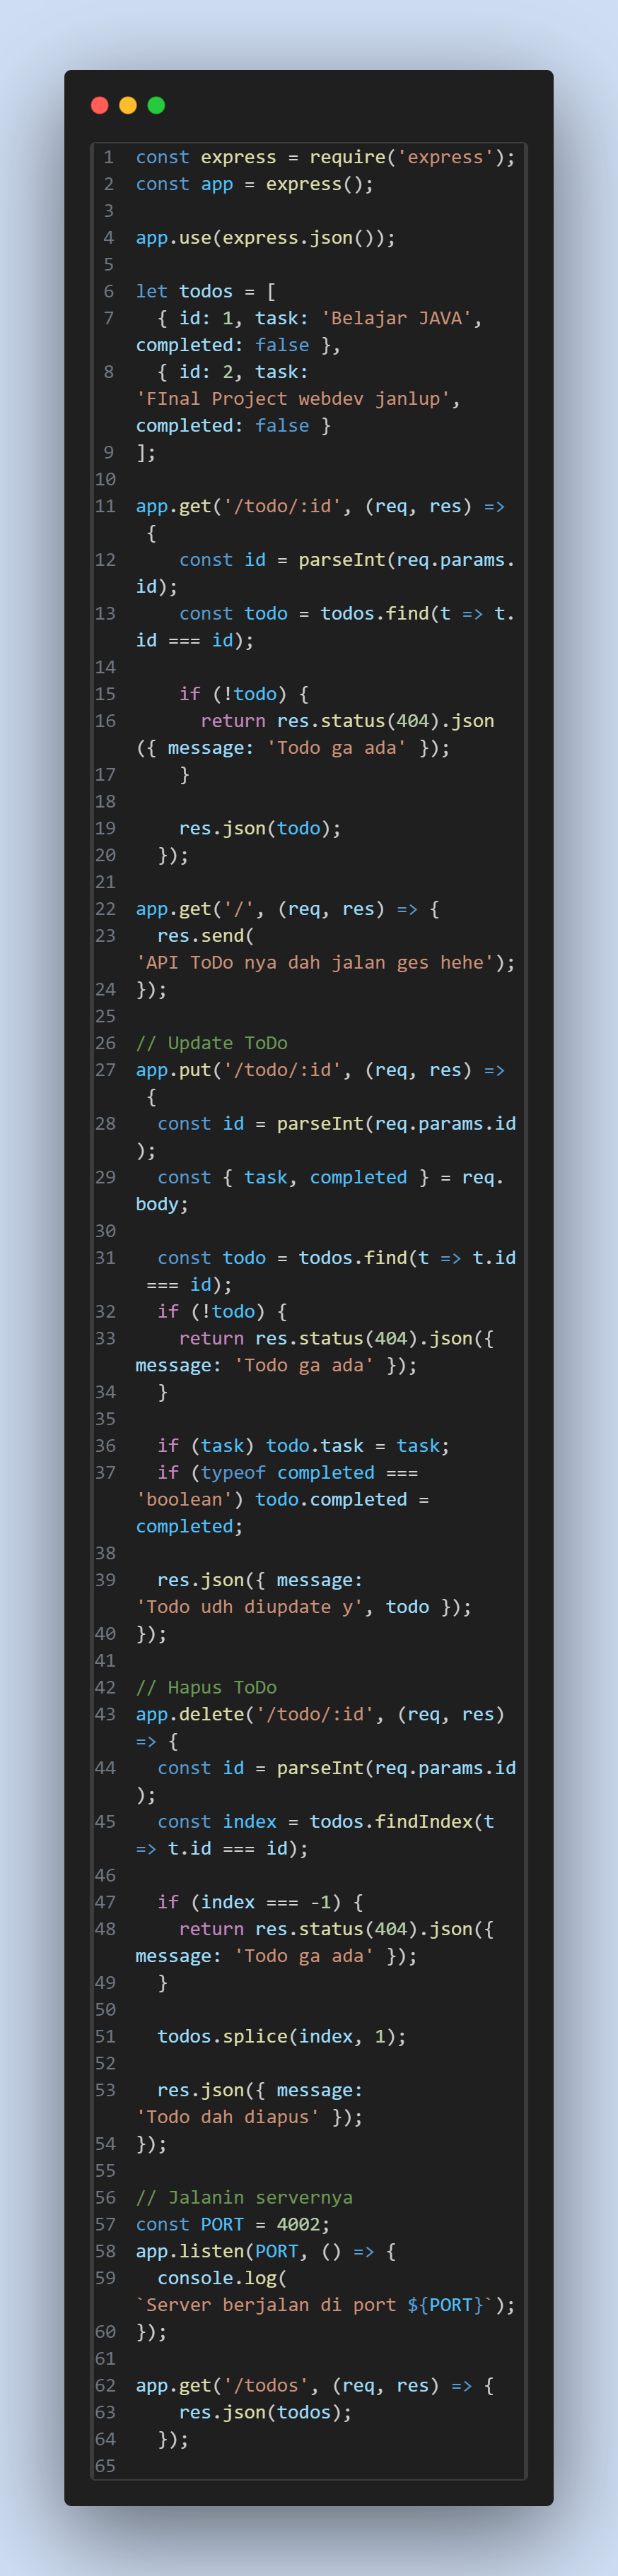 1 const express = require('express');
2 const app = express();
3
4 app.use(express.json());
5
6 let todos = [
7   { id: 1, task: 'Belajar JAVA',
completed: false },
8   { id: 2, task:
'FInal Project webdev janlup',
completed: false }
9 ];
10
11 app.get('/todo/:id', (req, res) =>
 {
12     const id = parseInt(req.params.
id);
13     const todo = todos.find(t => t.
id === id);
14
15     if (!todo) {
16       return res.status(404).json
({ message: 'Todo ga ada' });
17     }
18
19     res.json(todo);
20   });
21
22 app.get('/', (req, res) => {
23   res.send(
'API ToDo nya dah jalan ges hehe');
24 });
25
26 // Update ToDo
27 app.put('/todo/:id', (req, res) =>
 {
28   const id = parseInt(req.params.id
);
29   const { task, completed } = req.
body;
30
31   const todo = todos.find(t => t.id
 === id);
32   if (!todo) {
33     return res.status(404).json({
message: 'Todo ga ada' });
34   }
35
36   if (task) todo.task = task;
37   if (typeof completed ===
'boolean') todo.completed =
completed;
38
39   res.json({ message:
'Todo udh diupdate y', todo });
40 });
41
42 // Hapus ToDo
43 app.delete('/todo/:id', (req, res)
=> {
44   const id = parseInt(req.params.id
);
45   const index = todos.findIndex(t
=> t.id === id);
46
47   if (index === -1) {
48     return res.status(404).json({
message: 'Todo ga ada' });
49   }
50
51   todos.splice(index, 1);
52
53   res.json({ message:
'Todo dah diapus' });
54 });
55
56 // Jalanin servernya
57 const PORT = 4002;
58 app.listen(PORT, () => {
59   console.log(
`Server berjalan di port ${PORT}`);
60 });
61
62 app.get('/todos', (req, res) => {
63     res.json(todos);
64   });
65